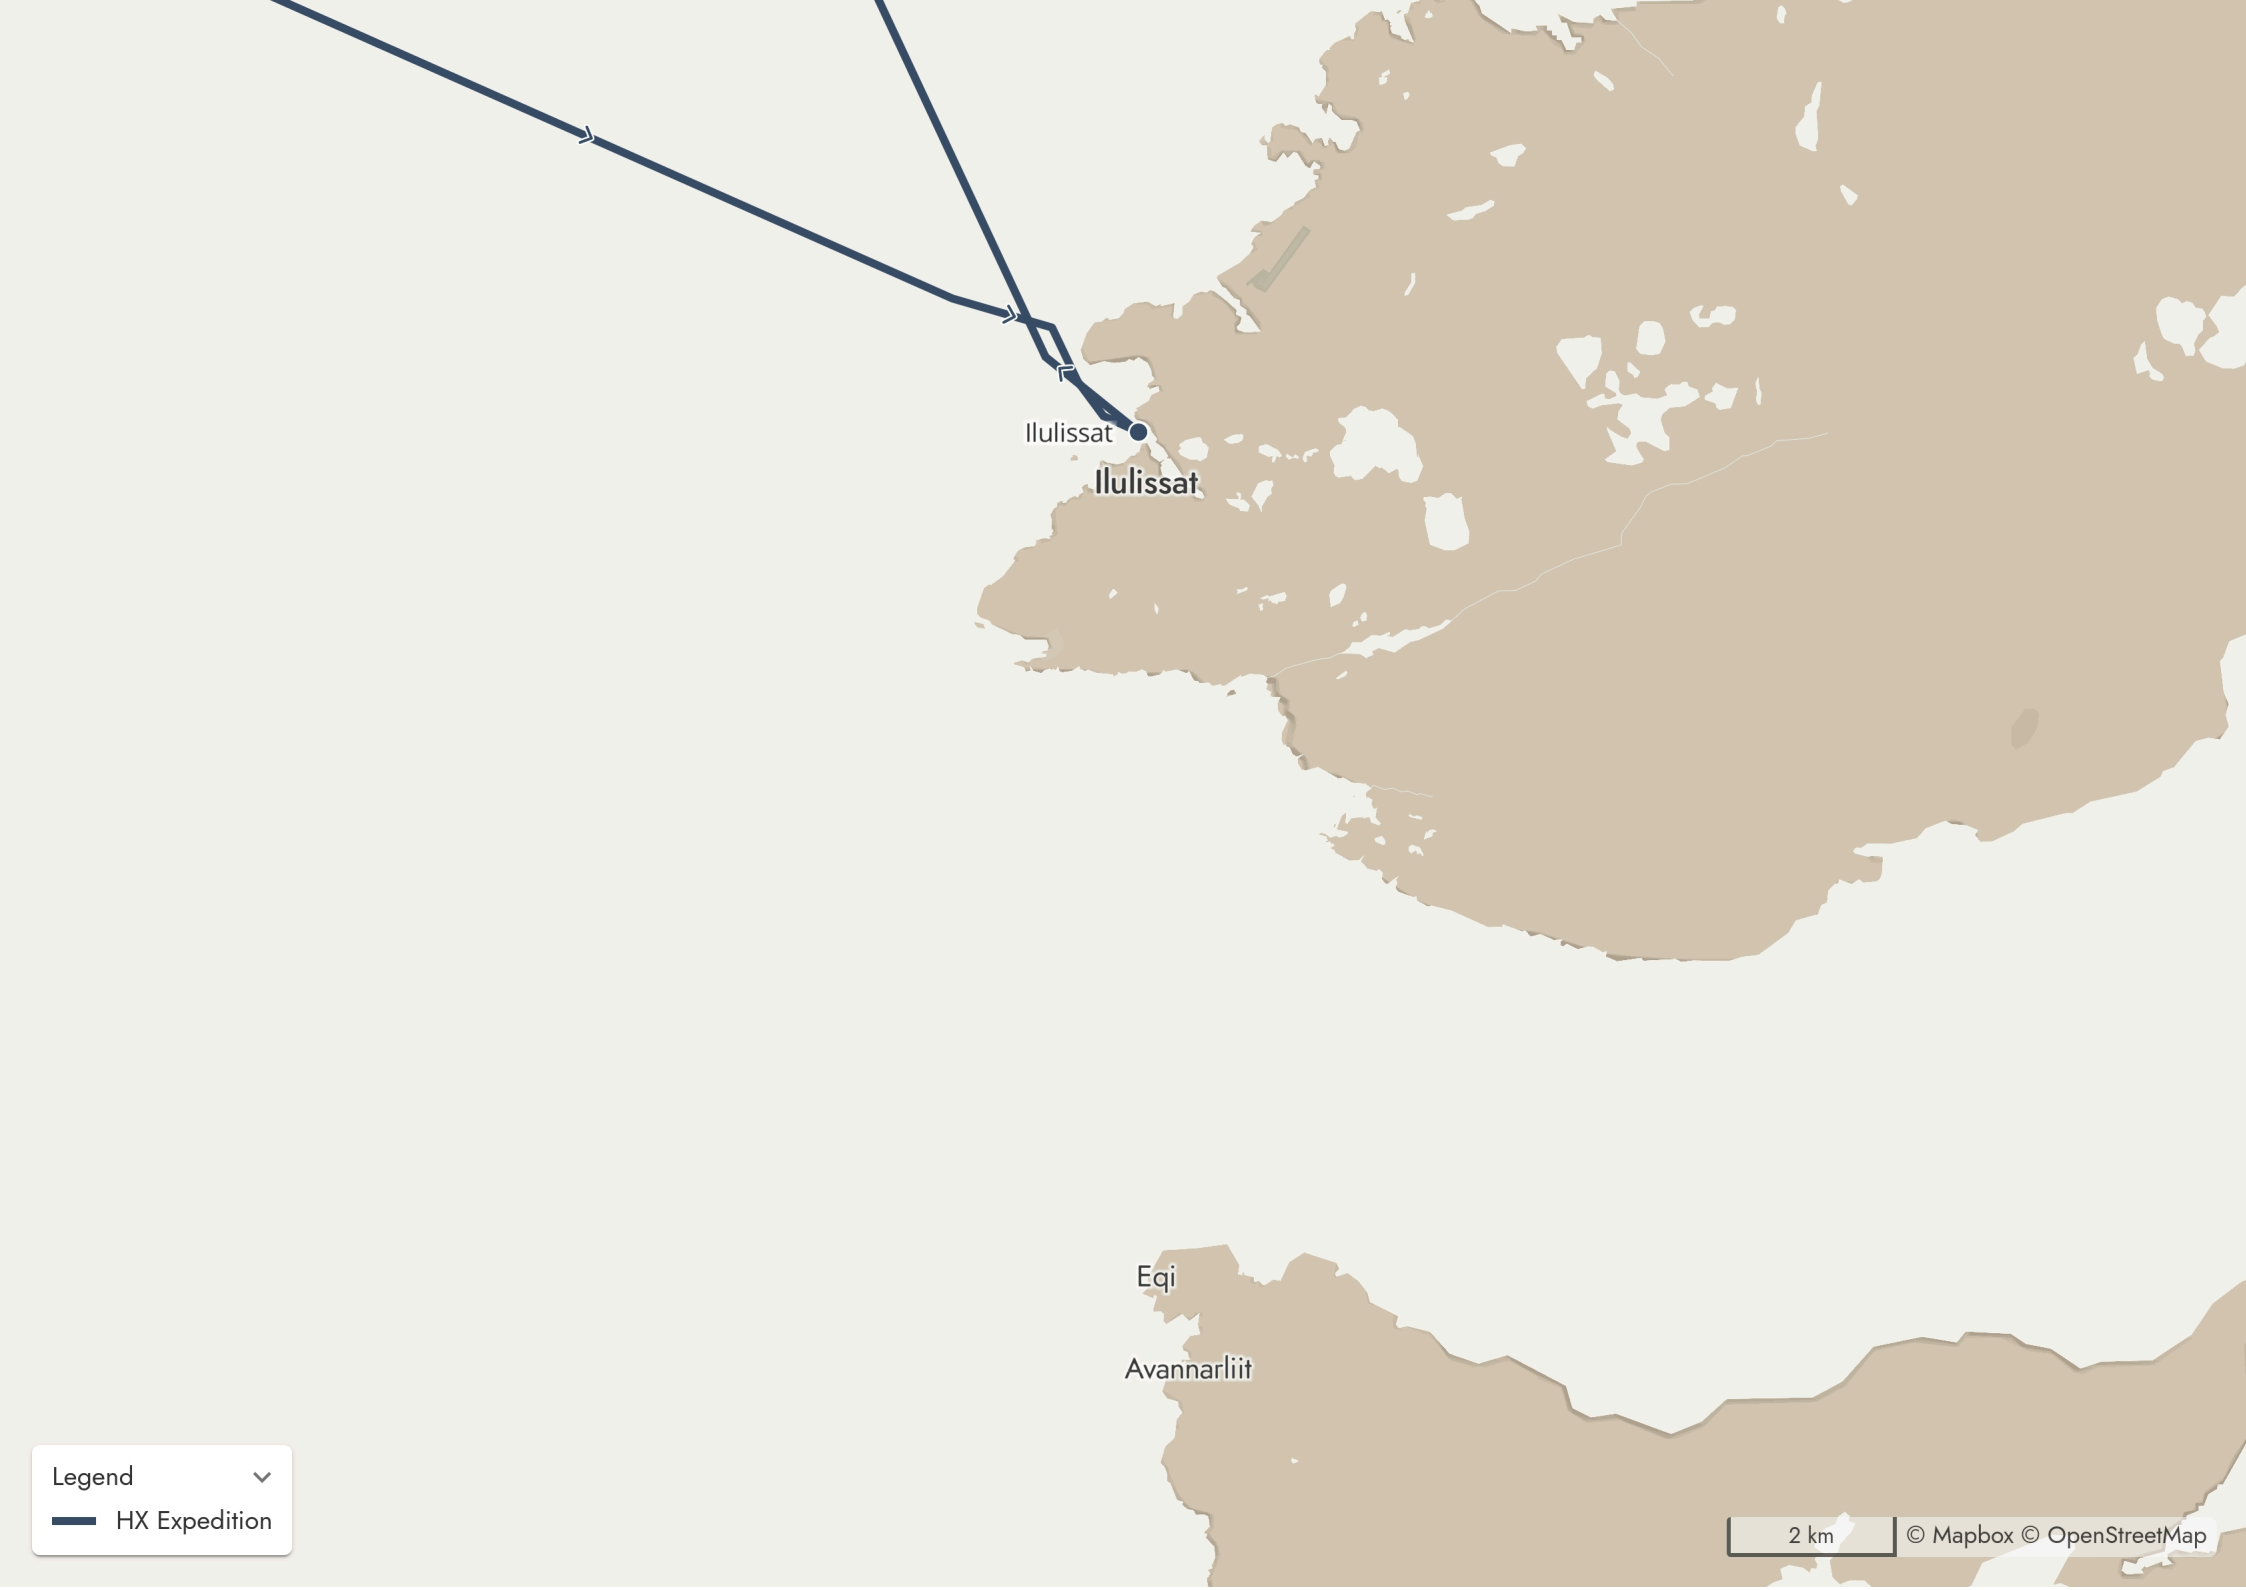 Ilulissat
Ilulissat
Eqi
Avannarliit
Legend
HX Expedition
2 km
© Mapbox © OpenStreetMap